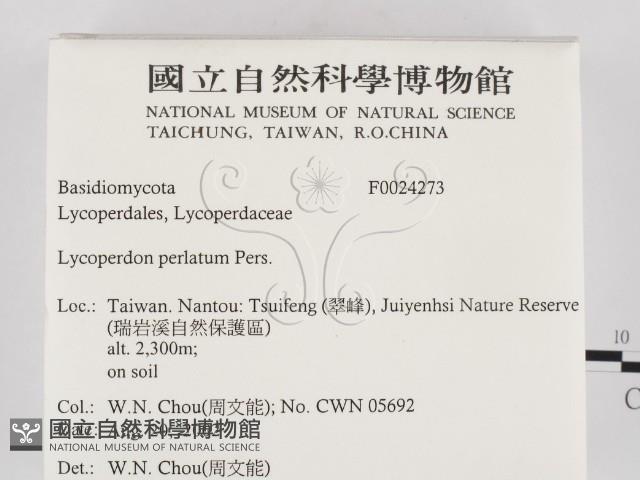 國立自然科學博物館
NATIONAL MUSEUM OF NATURAL SCIENCE
TAICHUNG, TAIWAN, R.O.CHINA
Basidiomycota F0024273
Lycoperdales, Lycoperdaceae
Lycoperdon perlatum Pers.
Loc.: Taiwan. Nantou: Tsuifeng (翠峰), Juiyenhsi Nature Reserve
(瑞岩溪自然保護區)
alt. 2,300m;
on soil
10
Col.: W.N. Chou(周文能); No. CWN 05692
國立自然科學博物館
NATIONAL MUSEUM OF NATURAL SCIENCE
Det.: W.N. Chou(周文能)